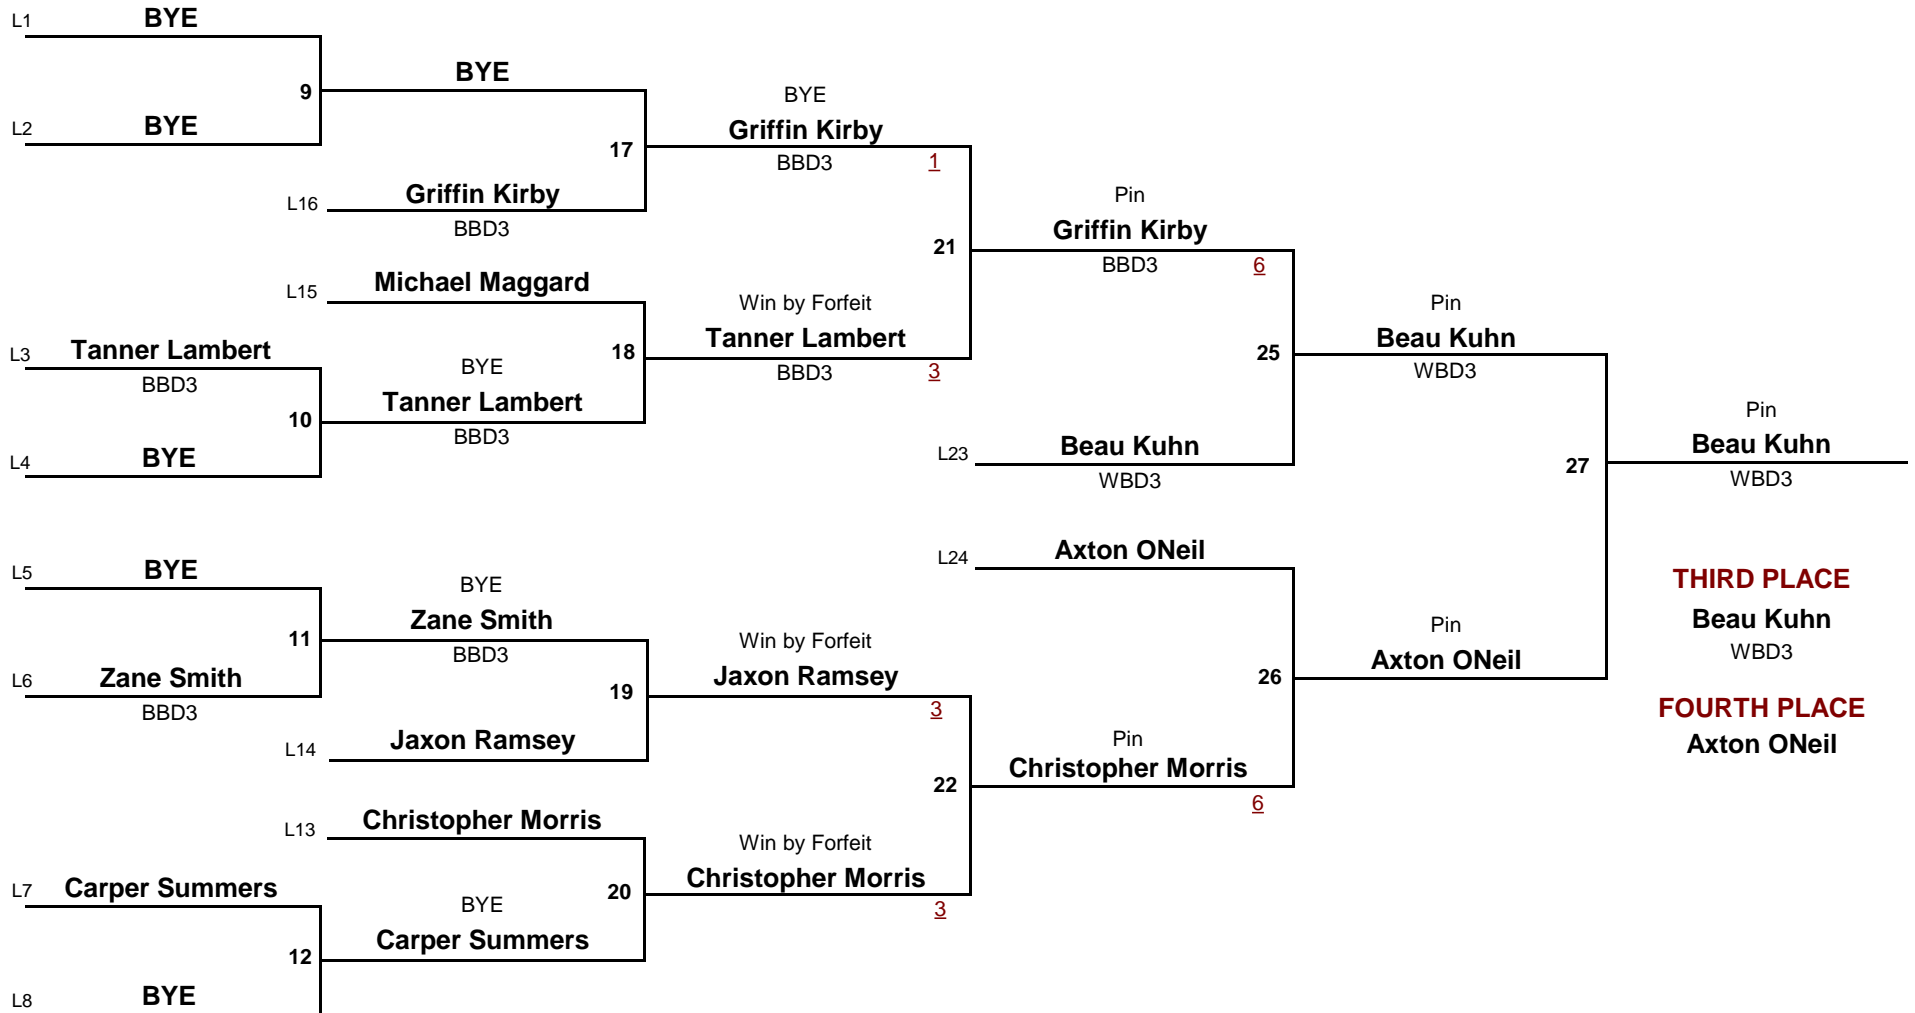 L1 BYE
9
L2 BYE
BYE
17
L16 Griffin Kirby
BBD3
BYE
Griffin Kirby
BBD3 1
L15 Michael Maggard
18
L3 Tanner Lambert
BBD3
10
L4 BYE
BYE
Tanner Lambert
BBD3
Win by Forfeit
Tanner Lambert
BBD3 3
21
Pin
Griffin Kirby
BBD3 6
25
L23 Beau Kuhn
WBD3
Pin
Beau Kuhn
WBD3
27
Pin
Beau Kuhn
WBD3
L5 BYE
11
L6 Zane Smith
BBD3
BYE
Zane Smith
BBD3
19
L14 Jaxon Ramsey
Win by Forfeit
Jaxon Ramsey
3
22
L13 Christopher Morris
20
L7 Carper Summers
12
L8 BYE
BYE
Carper Summers
Win by Forfeit
Christopher Morris
3
L24 Axton ONeil
26
Pin
Christopher Morris
6
Pin
Axton ONeil
THIRD PLACE
Beau Kuhn
WBD3
FOURTH PLACE
Axton ONeil